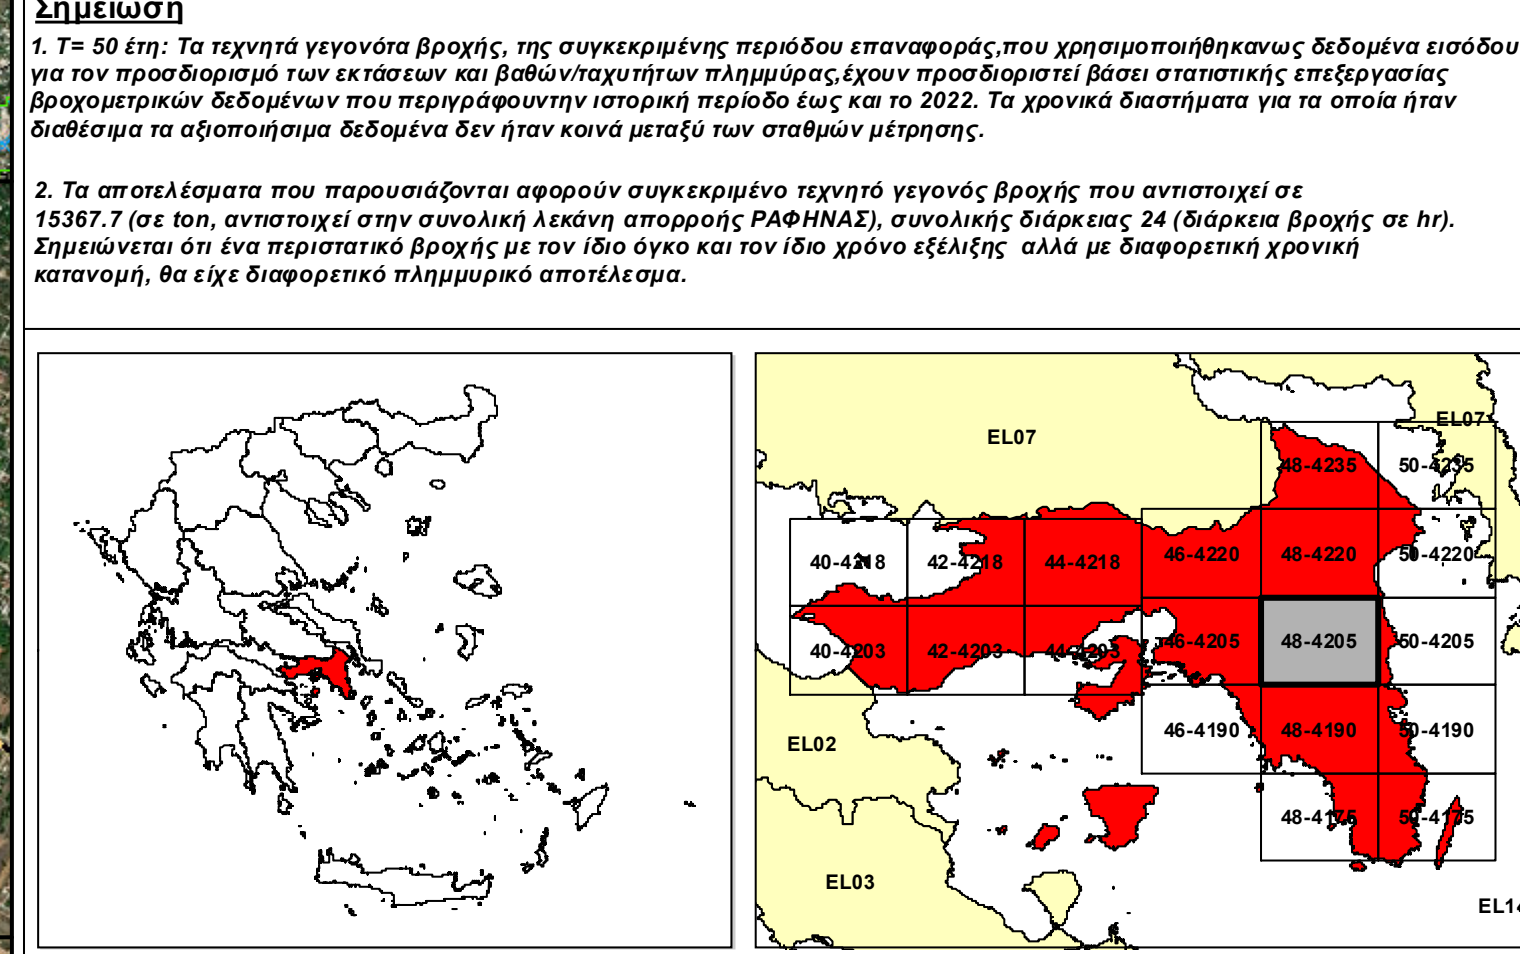 Σημείωση
1. Τ= 50 έτη: Τα τεχνητά γεγονότα βροχής, της συγκεκριμένης περιόδου επαναφοράς,που χρησιμοποιήθηκανως δεδομένα εισόδου
για τον προσδιορισμό των εκτάσεων και βαθών/ταχυτήτων πλημμύρας,έχουν προσδιοριστεί βάσει στατιστικής επεξεργασίας
βροχομετρικών δεδομένων που περιγράφουντην ιστορική περίοδο έως και το 2022. Τα χρονικά διαστήματα για τα οποία ήταν
διαθέσιμα τα αξιοποιήσιμα δεδομένα δεν ήταν κοινά μεταξύ των σταθμών μέτρησης.
2. Τα αποτελέσματα που παρουσιάζονται αφορούν συγκεκριμένο τεχνητό γεγονός βροχής που αντιστοιχεί σε
15367.7 (σε ton, αντιστοιχεί στην συνολική λεκάνη απορροής ΡΑΦΗΝΑΣ), συνολικής διάρκειας 24 (διάρκεια βροχής σε hr).
Σημειώνεται ότι ένα περιστατικό βροχής με τον ίδιο όγκο και τον ίδιο χρόνο εξέλιξης αλλά με διαφορετική χρονική
κατανομή, θα είχε διαφορετικό πλημμυρικό αποτέλεσμα.
EL07
EL07
48-4235
50-4235
40-4218
42-4218
44-4218
46-4220
48-4220
50-4220
40-4203
42-4203
44-4203
46-4205
48-4205
50-4205
EL02
46-4190
48-4190
50-4190
48-4175
50-4175
EL03